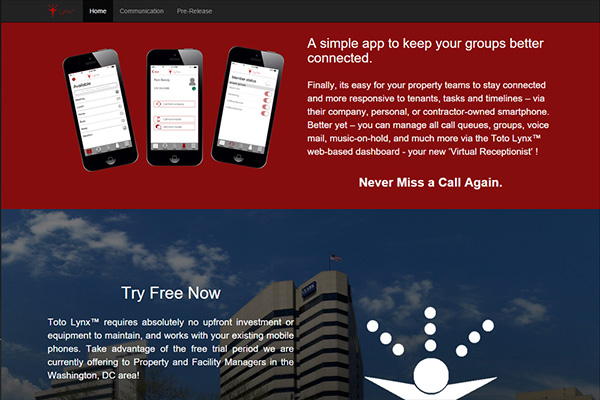 Lynx™ Home Communication Pre-Release
A simple app to keep your groups better
connected.
Available
Member status
Finally, its easy for your property teams to stay connected
and more responsive to tenants, tasks and timelines – via
their company, personal, or contractor-owned smartphone.
Better yet – you can manage all call queues, groups, voice
mail, music-on-hold, and much more via the Toto Lynx™
web-based dashboard - your new 'Virtual Receptionist' !
Never Miss a Call Again.
Try Free Now
Toto Lynx™ requires absolutely no upfront investment or
equipment to maintain, and works with your existing mobile
phones. Take advantage of the free trial period we are
currently offering to Property and Facility Managers in the
Washington, DC area!